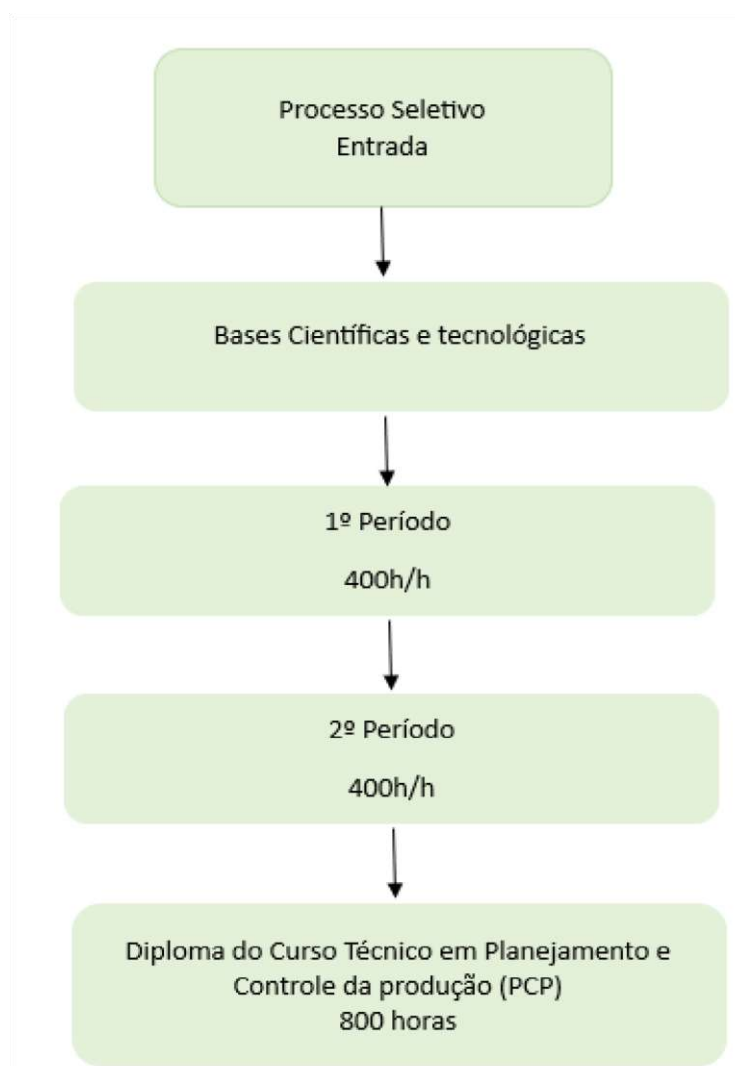 Processo Seletivo
Entrada
Bases Científicas e tecnológicas
1º Período
400h/h
2º Período
400h/h
Diploma do Curso Técnico em Planejamento e
Controle da produção (PCP)
800 horas